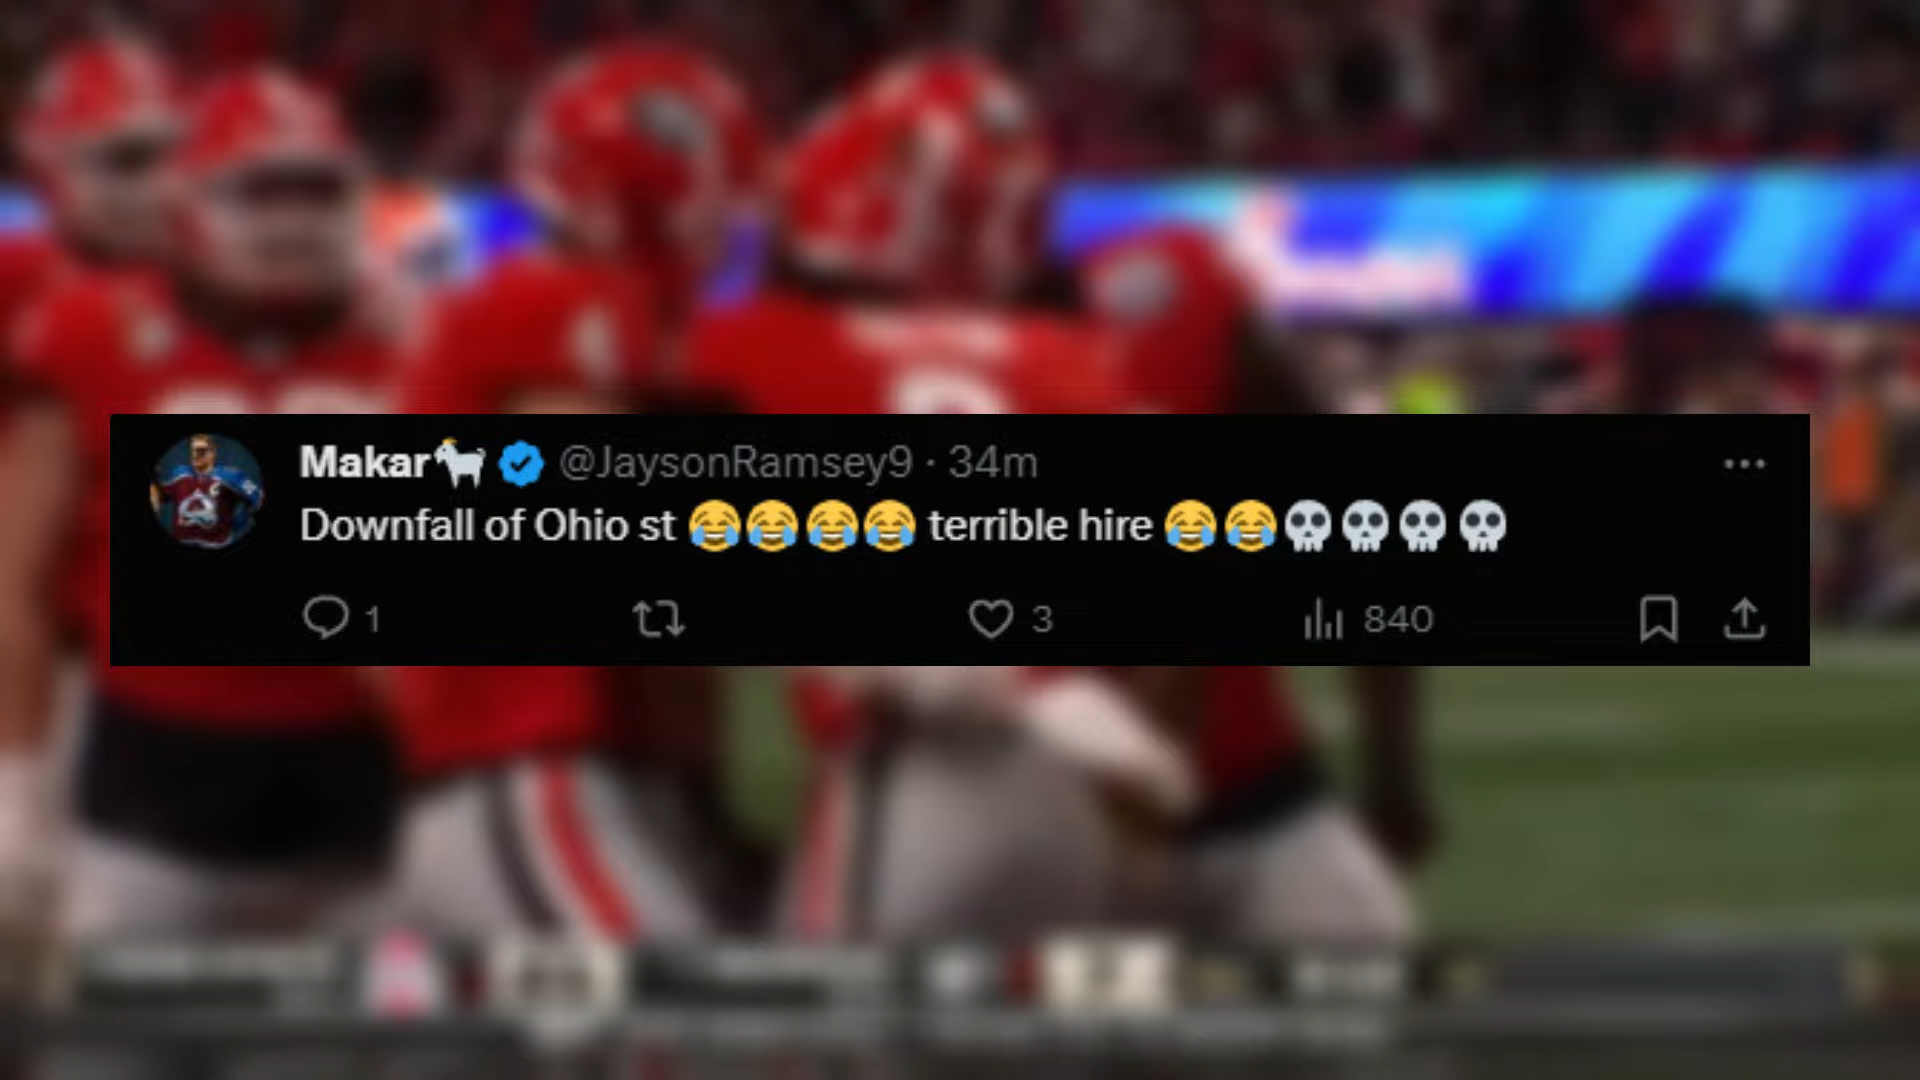 Makar🐐 @JaysonRamsey9 · 34m
Downfall of Ohio st 😂😂😂😂 terrible hire 😂😂💀💀💀💀
1 3 840